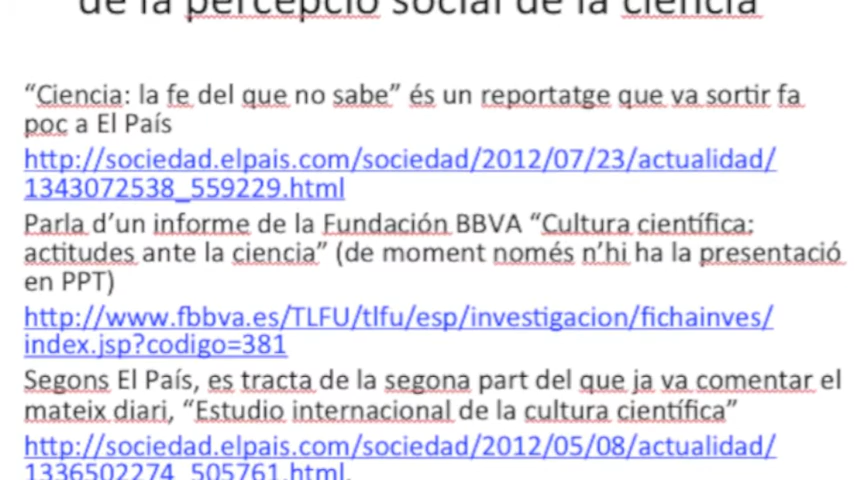 de la percepció social de la ciència
“Ciencia: la fe del que no sabe” és un reportatge que va sortir fa
poc a El País
http://sociedad.elpais.com/sociedad/2012/07/23/actualidad/
1343072538_559229.html
Parla d’un informe de la Fundación BBVA “Cultura científica:
actitudes ante la ciencia” (de moment només n’hi ha la presentació
en PPT)
http://www.fbbva.es/TLFU/tlfu/esp/investigacion/fichainves/
index.jsp?codigo=381
Segons El País, es tracta de la segona part del que ja va comentar el
mateix diari, “Estudio internacional de la cultura científica”
http://sociedad.elpais.com/sociedad/2012/05/08/actualidad/
1336502274_505761.html.